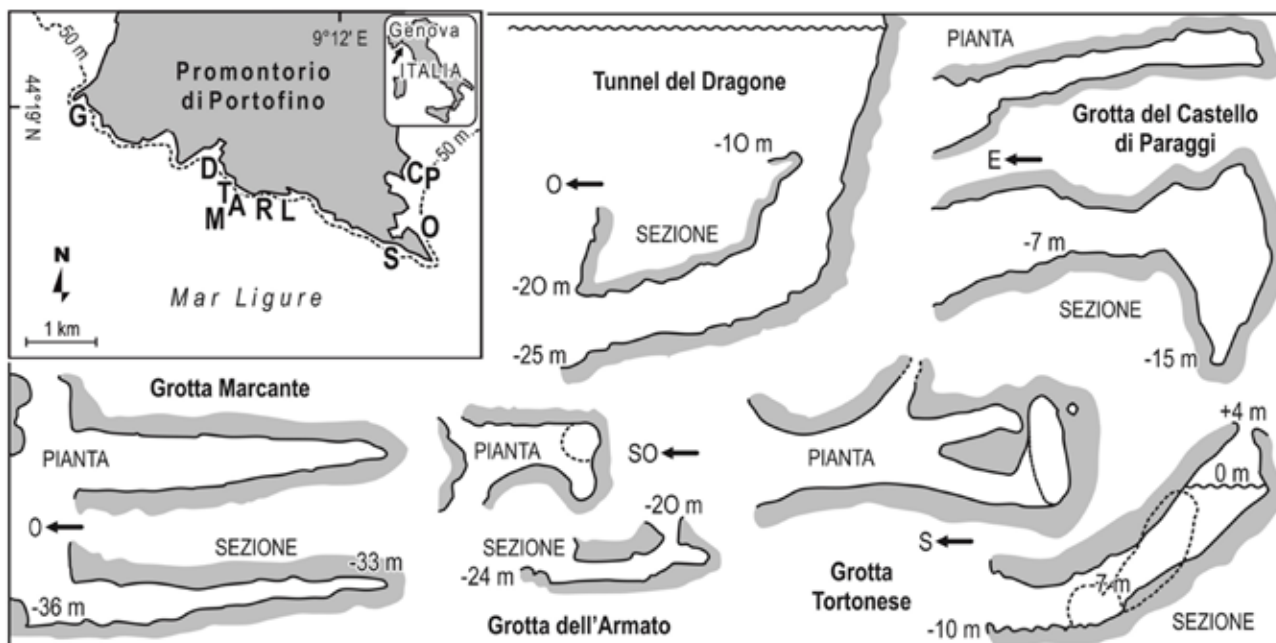 50 m
9°12' E
Genova
ITALIA
Promontorio
di Portofino
44°19' N
G
D
T
M
A
R
L
C
P
50 m
O
S
N
Mar Ligure
1 km
Tunnel del Dragone
-10 m
O
SEZIONE
-20 m
-25 m
PIANTA
Grotta del Castello
di Paraggi
E
-7 m
SEZIONE
-15 m
Grotta Marcante
PIANTA
O
SEZIONE
-33 m
-36 m
PIANTA
SO
-20 m
SEZIONE
-24 m
Grotta dell'Armato
PIANTA
+4 m
0 m
S
-7 m
Grotta
Tortonese
-10 m
SEZIONE